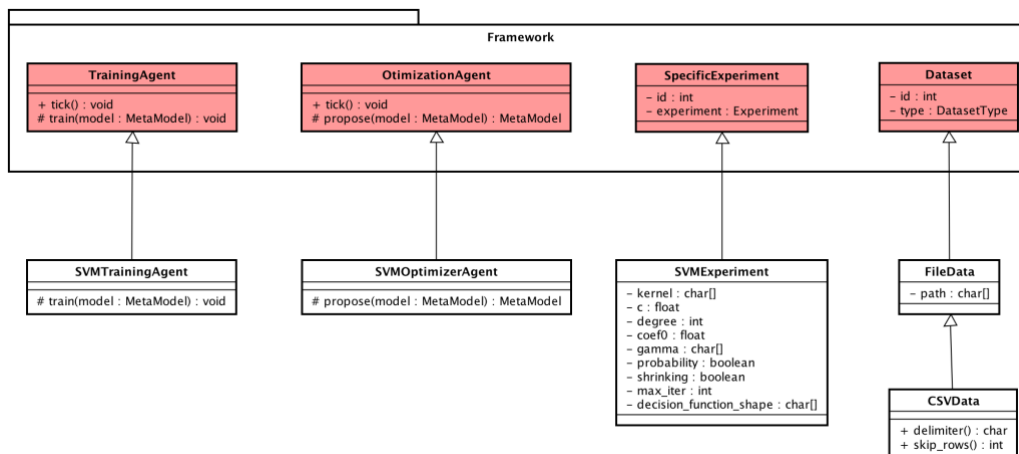 Framework
TrainingAgent
+ tick() : void
# train(model : MetaModel) : void
OtimizationAgent
+ tick() : void
# propose(model : MetaModel) : MetaModel
SpecificExperiment
- id : int
- experiment : Experiment
Dataset
- id : int
- type : DatasetType
SVMTrainingAgent
# train(model : MetaModel) : void
SVMOptimizerAgent
# propose(model : MetaModel) : MetaModel
SVMExperiment
- kernel : char[]
- c : float
- degree : int
- coef0 : float
- gamma : char[]
- probability : boolean
- shrinking : boolean
- max_iter : int
- decision_function_shape : char[]
FileData
- path : char[]
CSVData
+ delimiter() : char
+ skip_rows() : int